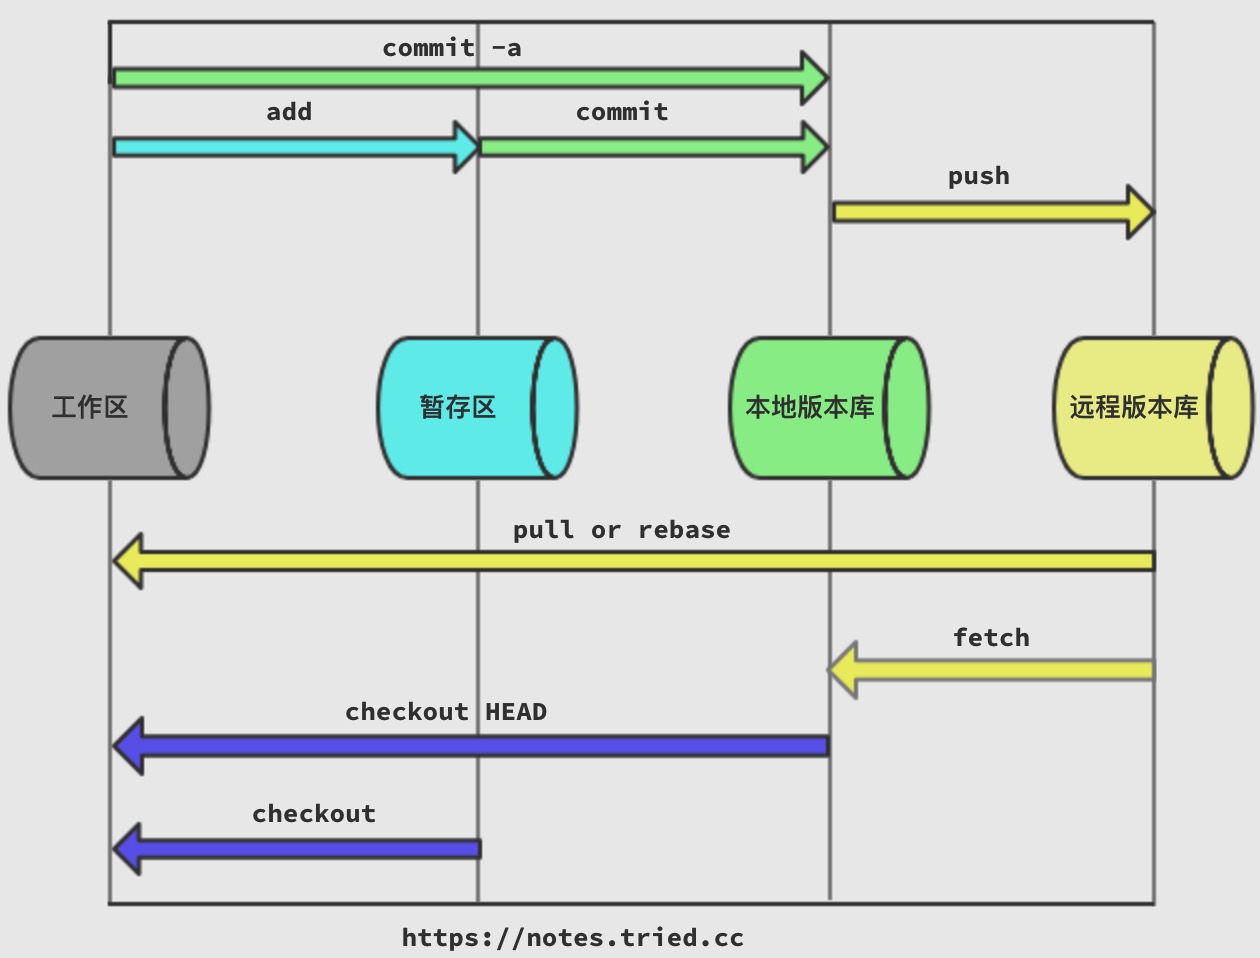 commit -a
add
commit
push
工作区
暂存区
本地版本库
远程版本库
pull or rebase
fetch
checkout HEAD
checkout
https://notes.tried.cc